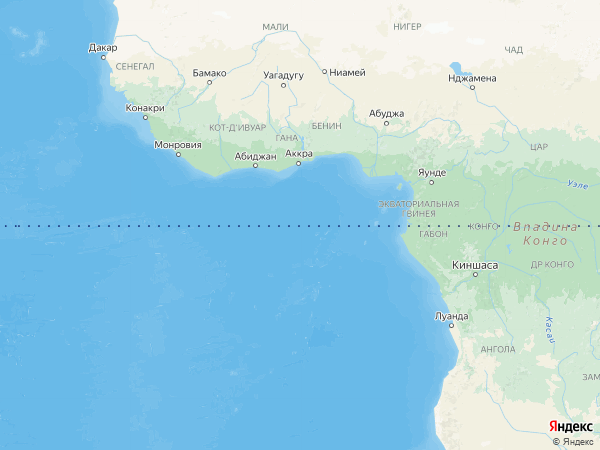 МАЛИ
НИГЕР
Дакар
ЧАД
СЕНЕГАЛ
Ниамей
Бамако
Уагадугу
Нджамена
Конакри
Абуджа
КОТ-Д'ИВУАР
БЕНИН
ГАНА
Монровия
ЦАР
Абиджан
Аккра
Яунде
Уэле
ЭКВАТОРИАЛЬНАЯ
ВИНЕЯ
ГАБОН
КОНГО
Впадина
Конго
Киншаса
ДР КОНГО
Луанда
Касаи
АНГОЛА
ЗАМ
Яндекс
© Яндекс